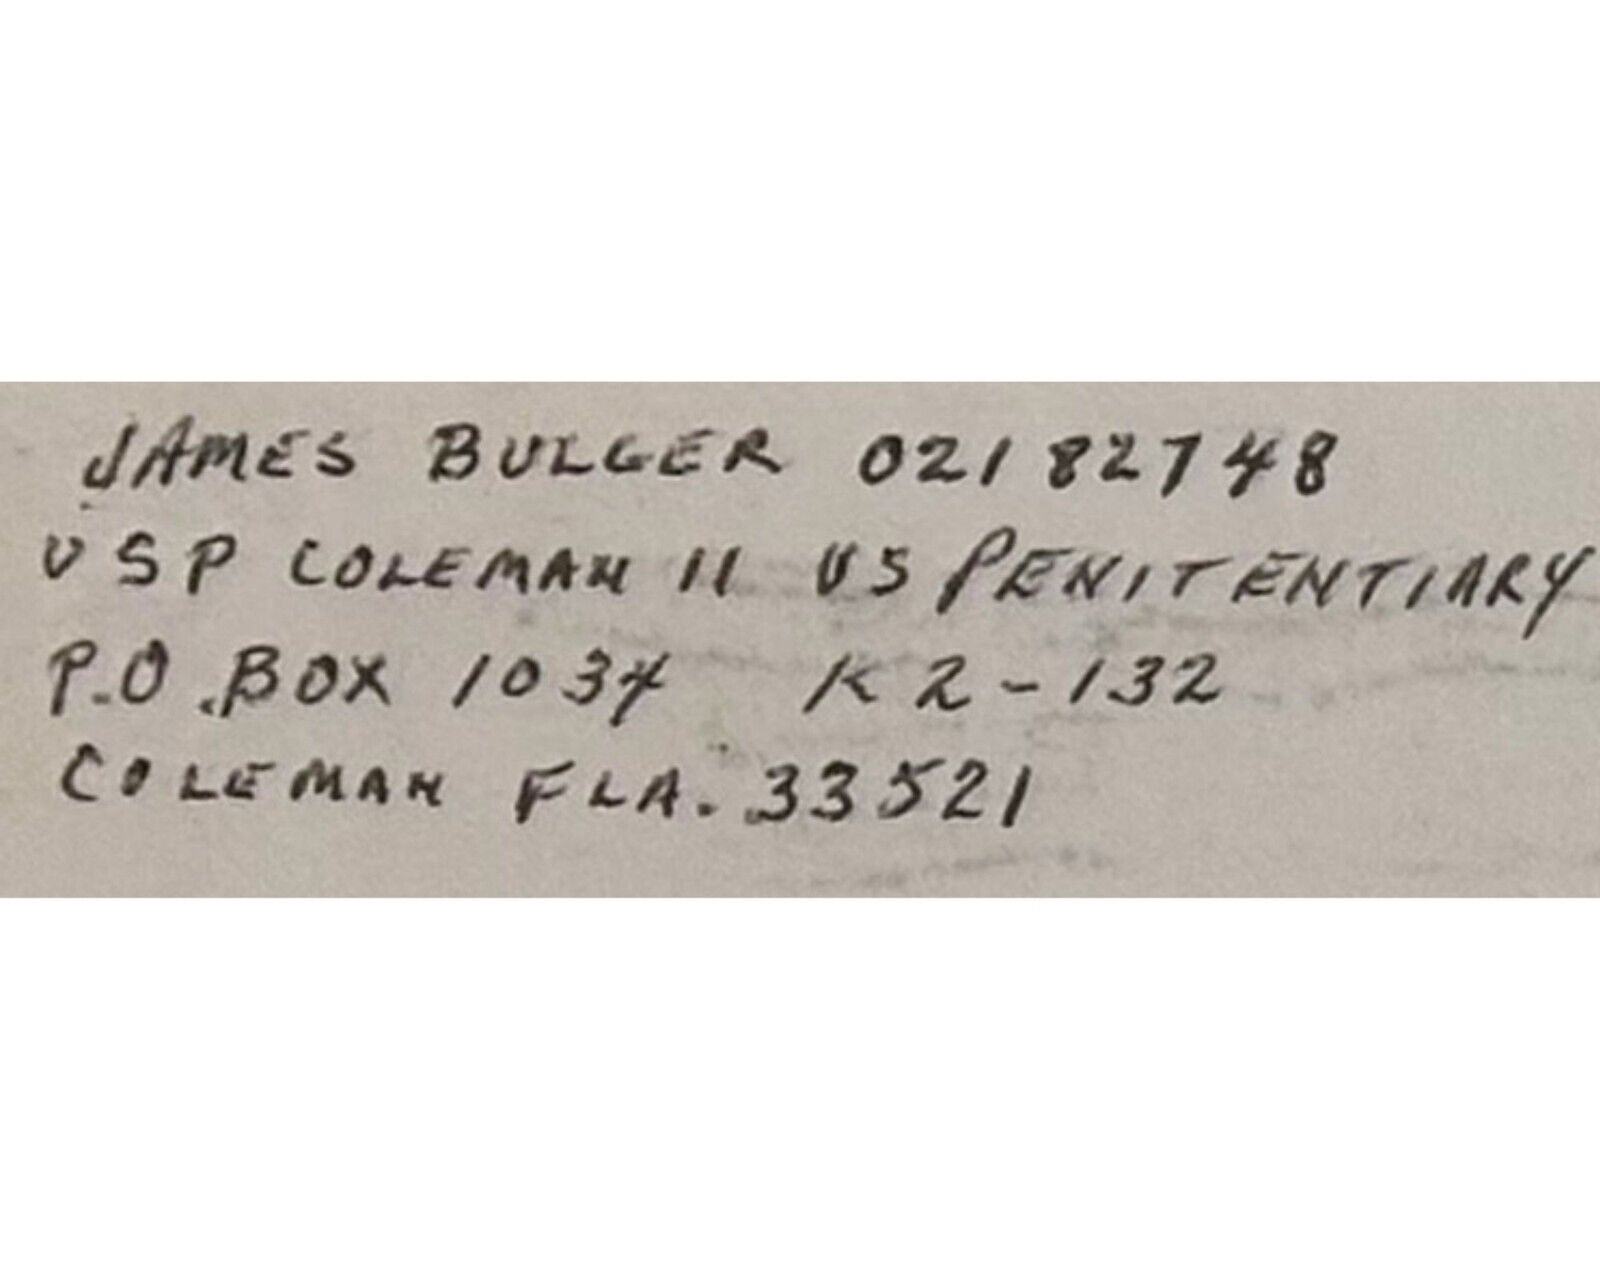 JAMES BULGER 02182748
USP COLEMAN II US PENITENTIARY
P.O. BOX 1034 K2-132
COLEMAN FLA. 33521